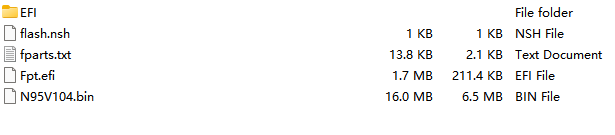 EFI File folder
flash.nsh 1 KB 1 KB NSH File
fparts.txt 13.8 KB 2.1 KB Text Document
Fpt.efi 1.7 MB 211.4 KB EFI File
N95V104.bin 16.0 MB 6.5 MB BIN File